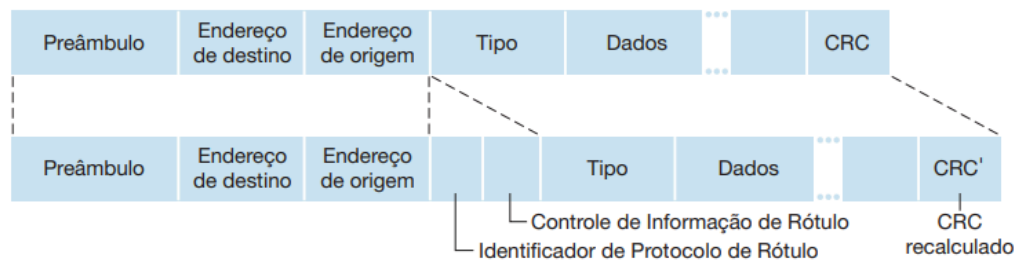 Preâmbulo
Endereço
de destino
Endereço
de origem
Tipo
Dados
CRC
Preâmbulo
Endereço
de destino
Endereço
de origem
Tipo
Dados
CRC'
Controle de Informação de Rótulo
Identificador de Protocolo de Rótulo
CRC
recalculado